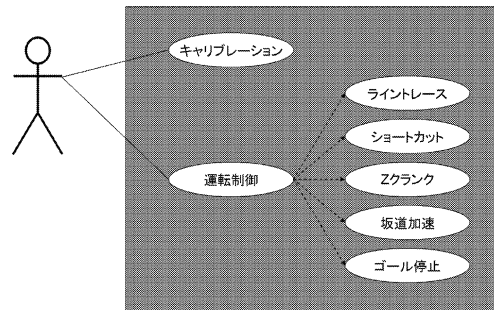 キャリブレーション
ライントレース
ショートカット
運転制御
Zクランク
坂道加速
ゴール停止